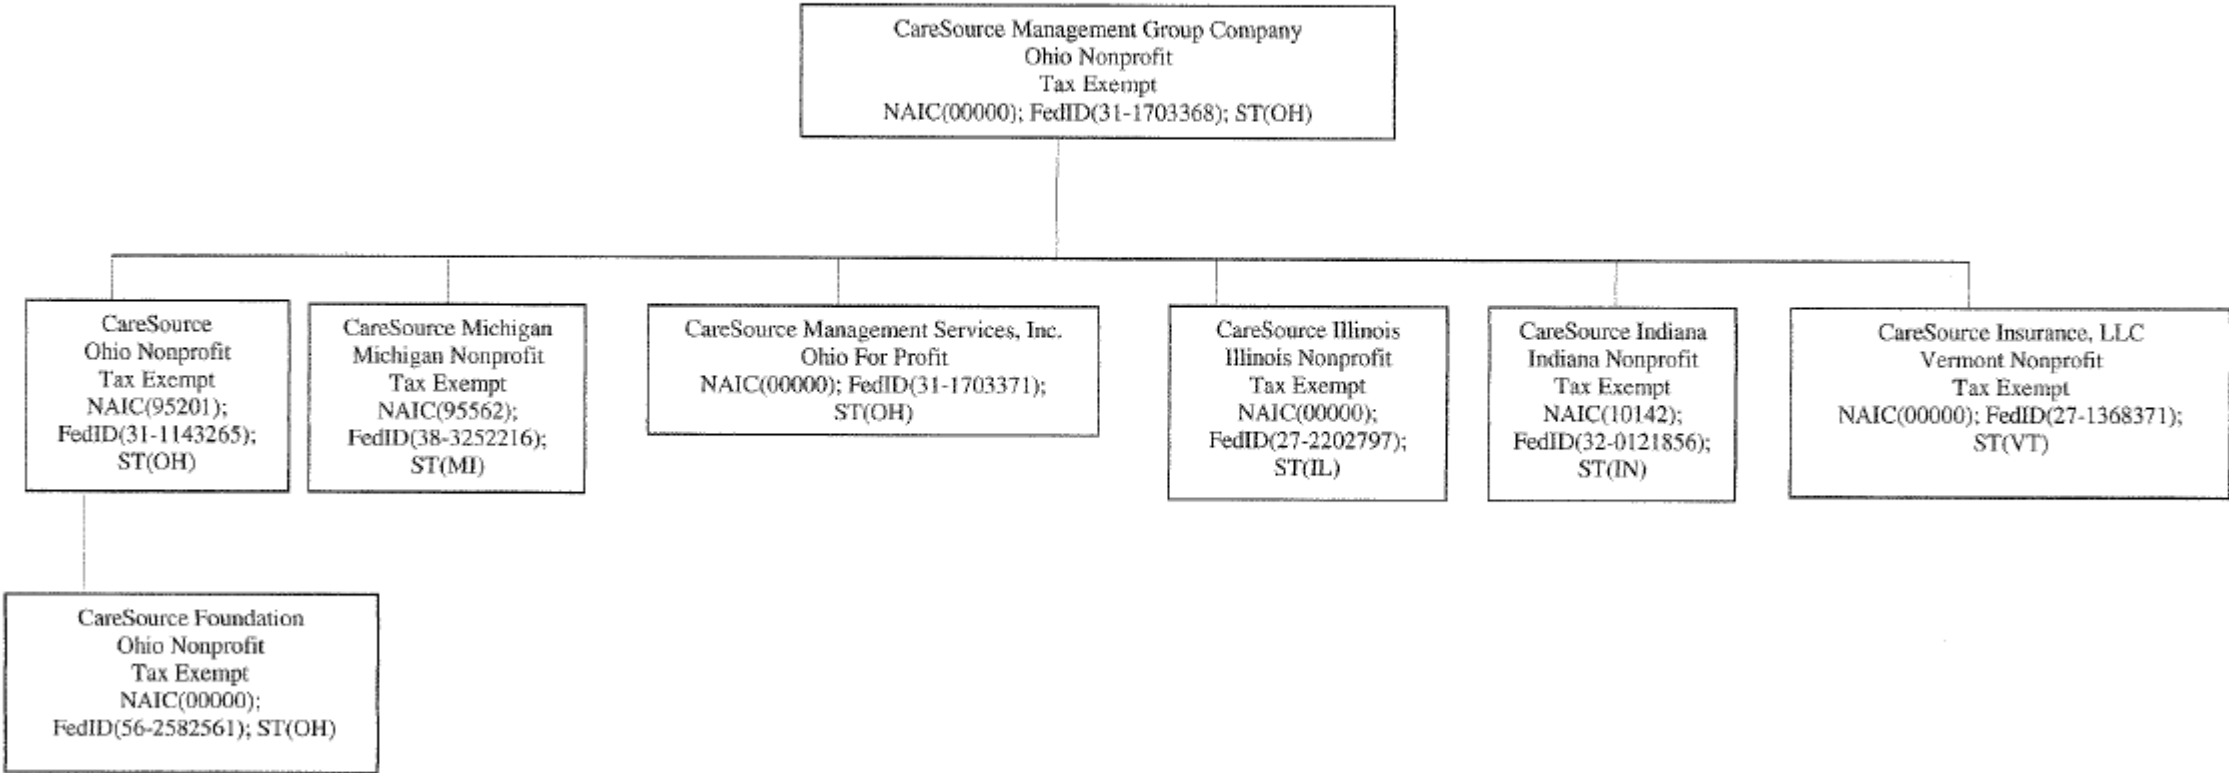 CareSource Management Group Company
Ohio Nonprofit
Tax Exempt
NAIC(00000); FedID(31-1703368); ST(OH)
CareSource
Ohio Nonprofit
Tax Exempt
NAIC(95201);
FedID(31-1143265);
ST(OH)
CareSource Michigan
Michigan Nonprofit
Tax Exempt
NAIC(95562);
FedID(38-3252216);
ST(MI)
CareSource Management Services, Inc.
Ohio For Profit
NAIC(00000); FedID(31-1703371);
ST(OH)
CareSource Illinois
Illinois Nonprofit
Tax Exempt
NAIC(00000);
FedID(27-2202797);
ST(IL)
CareSource Indiana
Indiana Nonprofit
Tax Exempt
NAIC(10142);
FedID(32-0121856);
ST(IN)
CareSource Insurance, LLC
Vermont Nonprofit
Tax Exempt
NAIC(00000); FedID(27-1368371);
ST(VT)
CareSource Foundation
Ohio Nonprofit
Tax Exempt
NAIC(00000);
FedID(56-2582561); ST(OH)